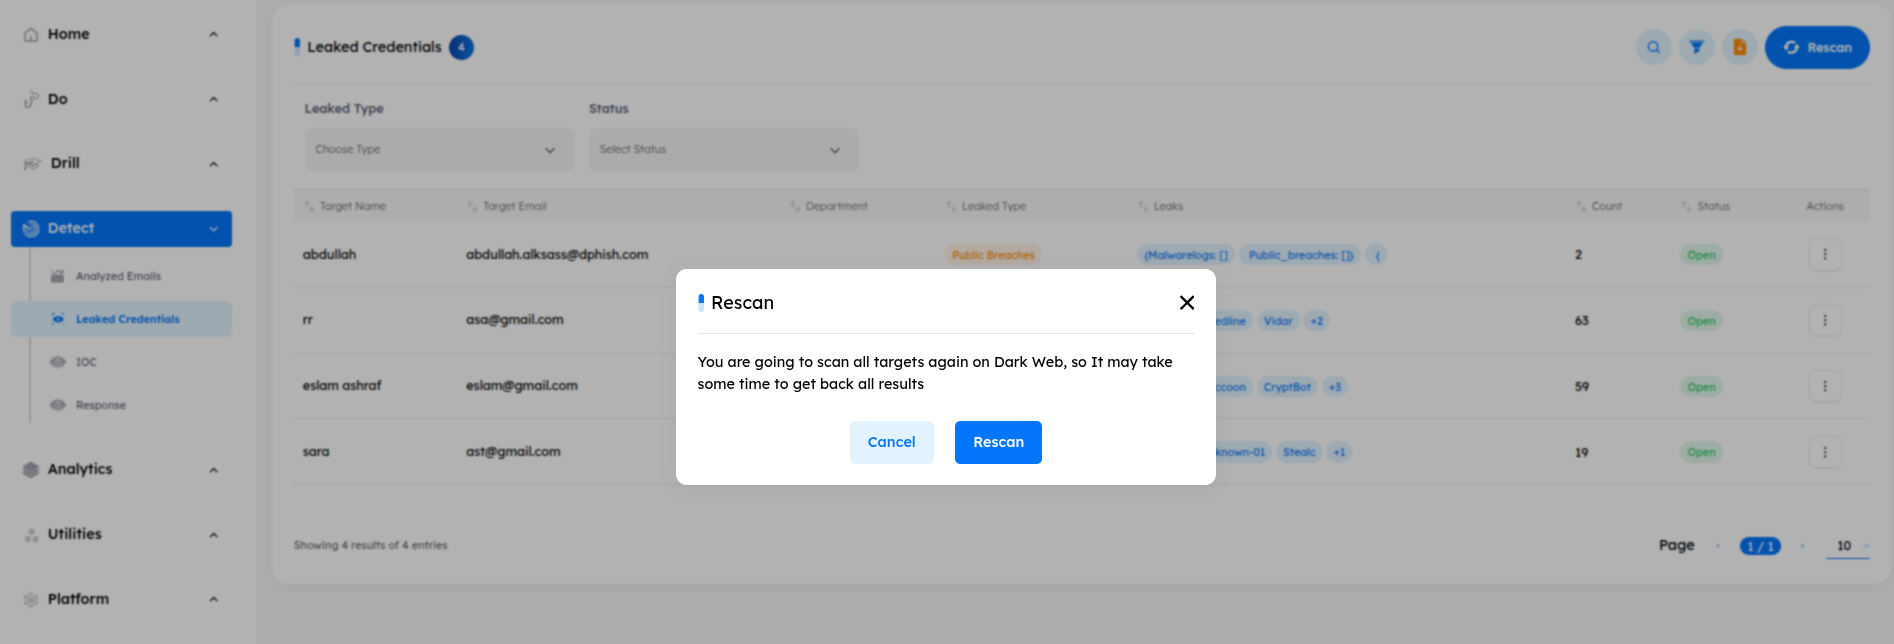 Home
Do
Drill
Detect
Analyzed Emails
Leaked Credentials
IOC
Response
Analytics
Utilities
Platform
Leaked Credentials 4
Rescan
Leaked Type Status
Choose Type Select Status
Target Name Target Email Department Leaked Type Leaks Count Status Actions
abdullah abdullah.alksass@dphish.com Public Breaches {Malwarelogs: [] Public_breaches: []} { 2 Open
rr asa@gmail.com Vidar +2 63 Open
eslam ashraf eslam@gmail.com CryptBot +3 59 Open
sara ast@gmail.com Stealc +1 19 Open
Rescan
You are going to scan all targets again on Dark Web, so It may take
some time to get back all results
Cancel Rescan
Showing 4 results of 4 entries Page 1 / 1 10